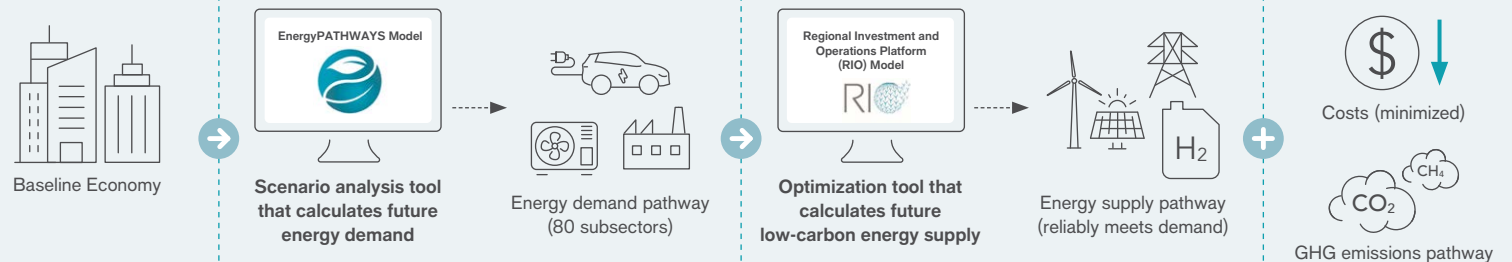 Baseline Economy
EnergyPATHWAYS Model
Scenario analysis tool
that calculates future
energy demand
Energy demand pathway
(80 subsectors)
Regional Investment and
Operations Platform
(RIO) Model
RIO
Optimization tool that
calculates future
low-carbon energy supply
H₂
Energy supply pathway
(reliably meets demand)
$
Costs (minimized)
CH₄
CO₂
GHG emissions pathway